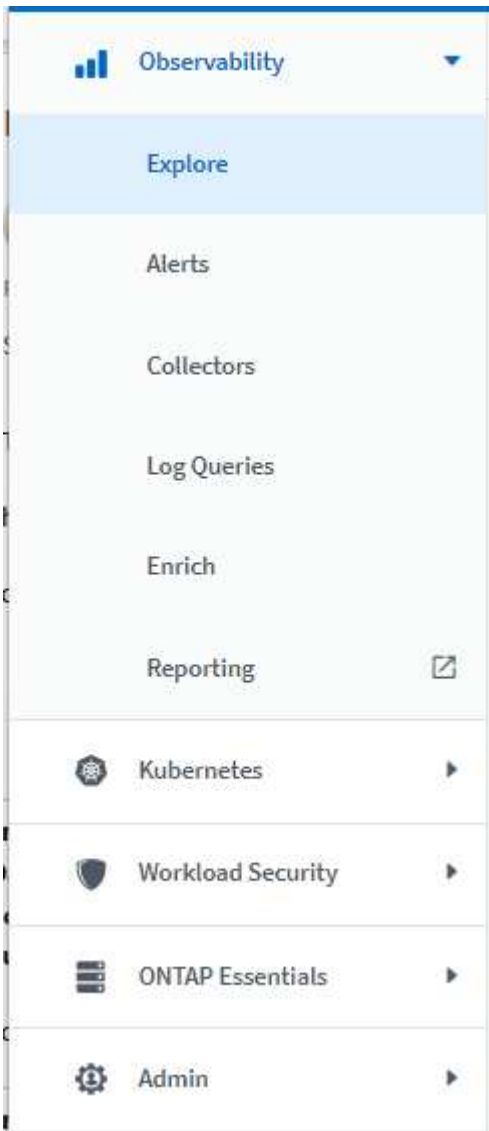 Observability
Explore
Alerts
Collectors
Log Queries
Enrich
Reporting
Kubernetes
Workload Security
ONTAP Essentials
Admin